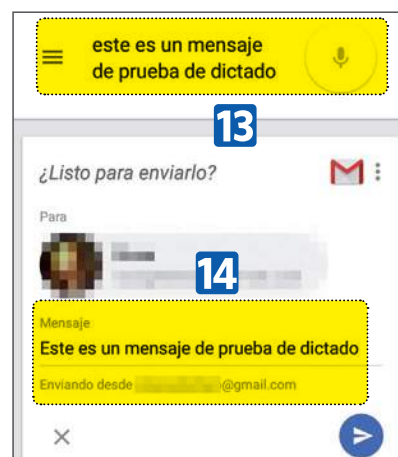 este es un mensaje
de prueba de dictado
13
¿Listo para enviarlo?
Para
14
Mensaje
Este es un mensaje de prueba de dictado
Enviando desde @gmail.com